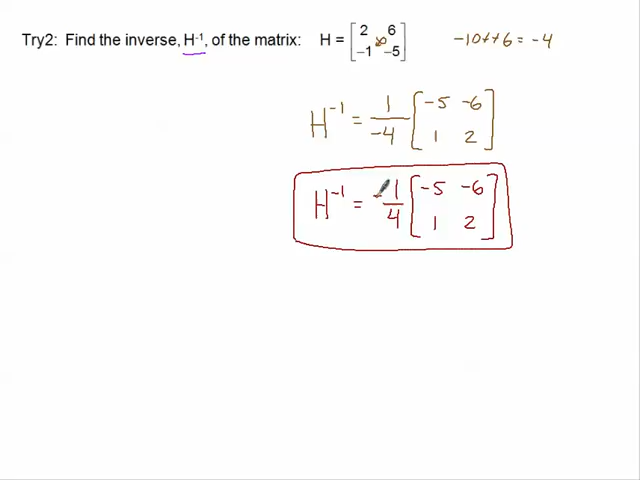 Try2: Find the inverse, H⁻¹, of the matrix: H = [2 6; −1 −5] −10++6=−4
H⁻¹ = 1/−4 [−5 −6; 1 2]
H⁻¹ = −1/4 [−5 −6; 1 2]